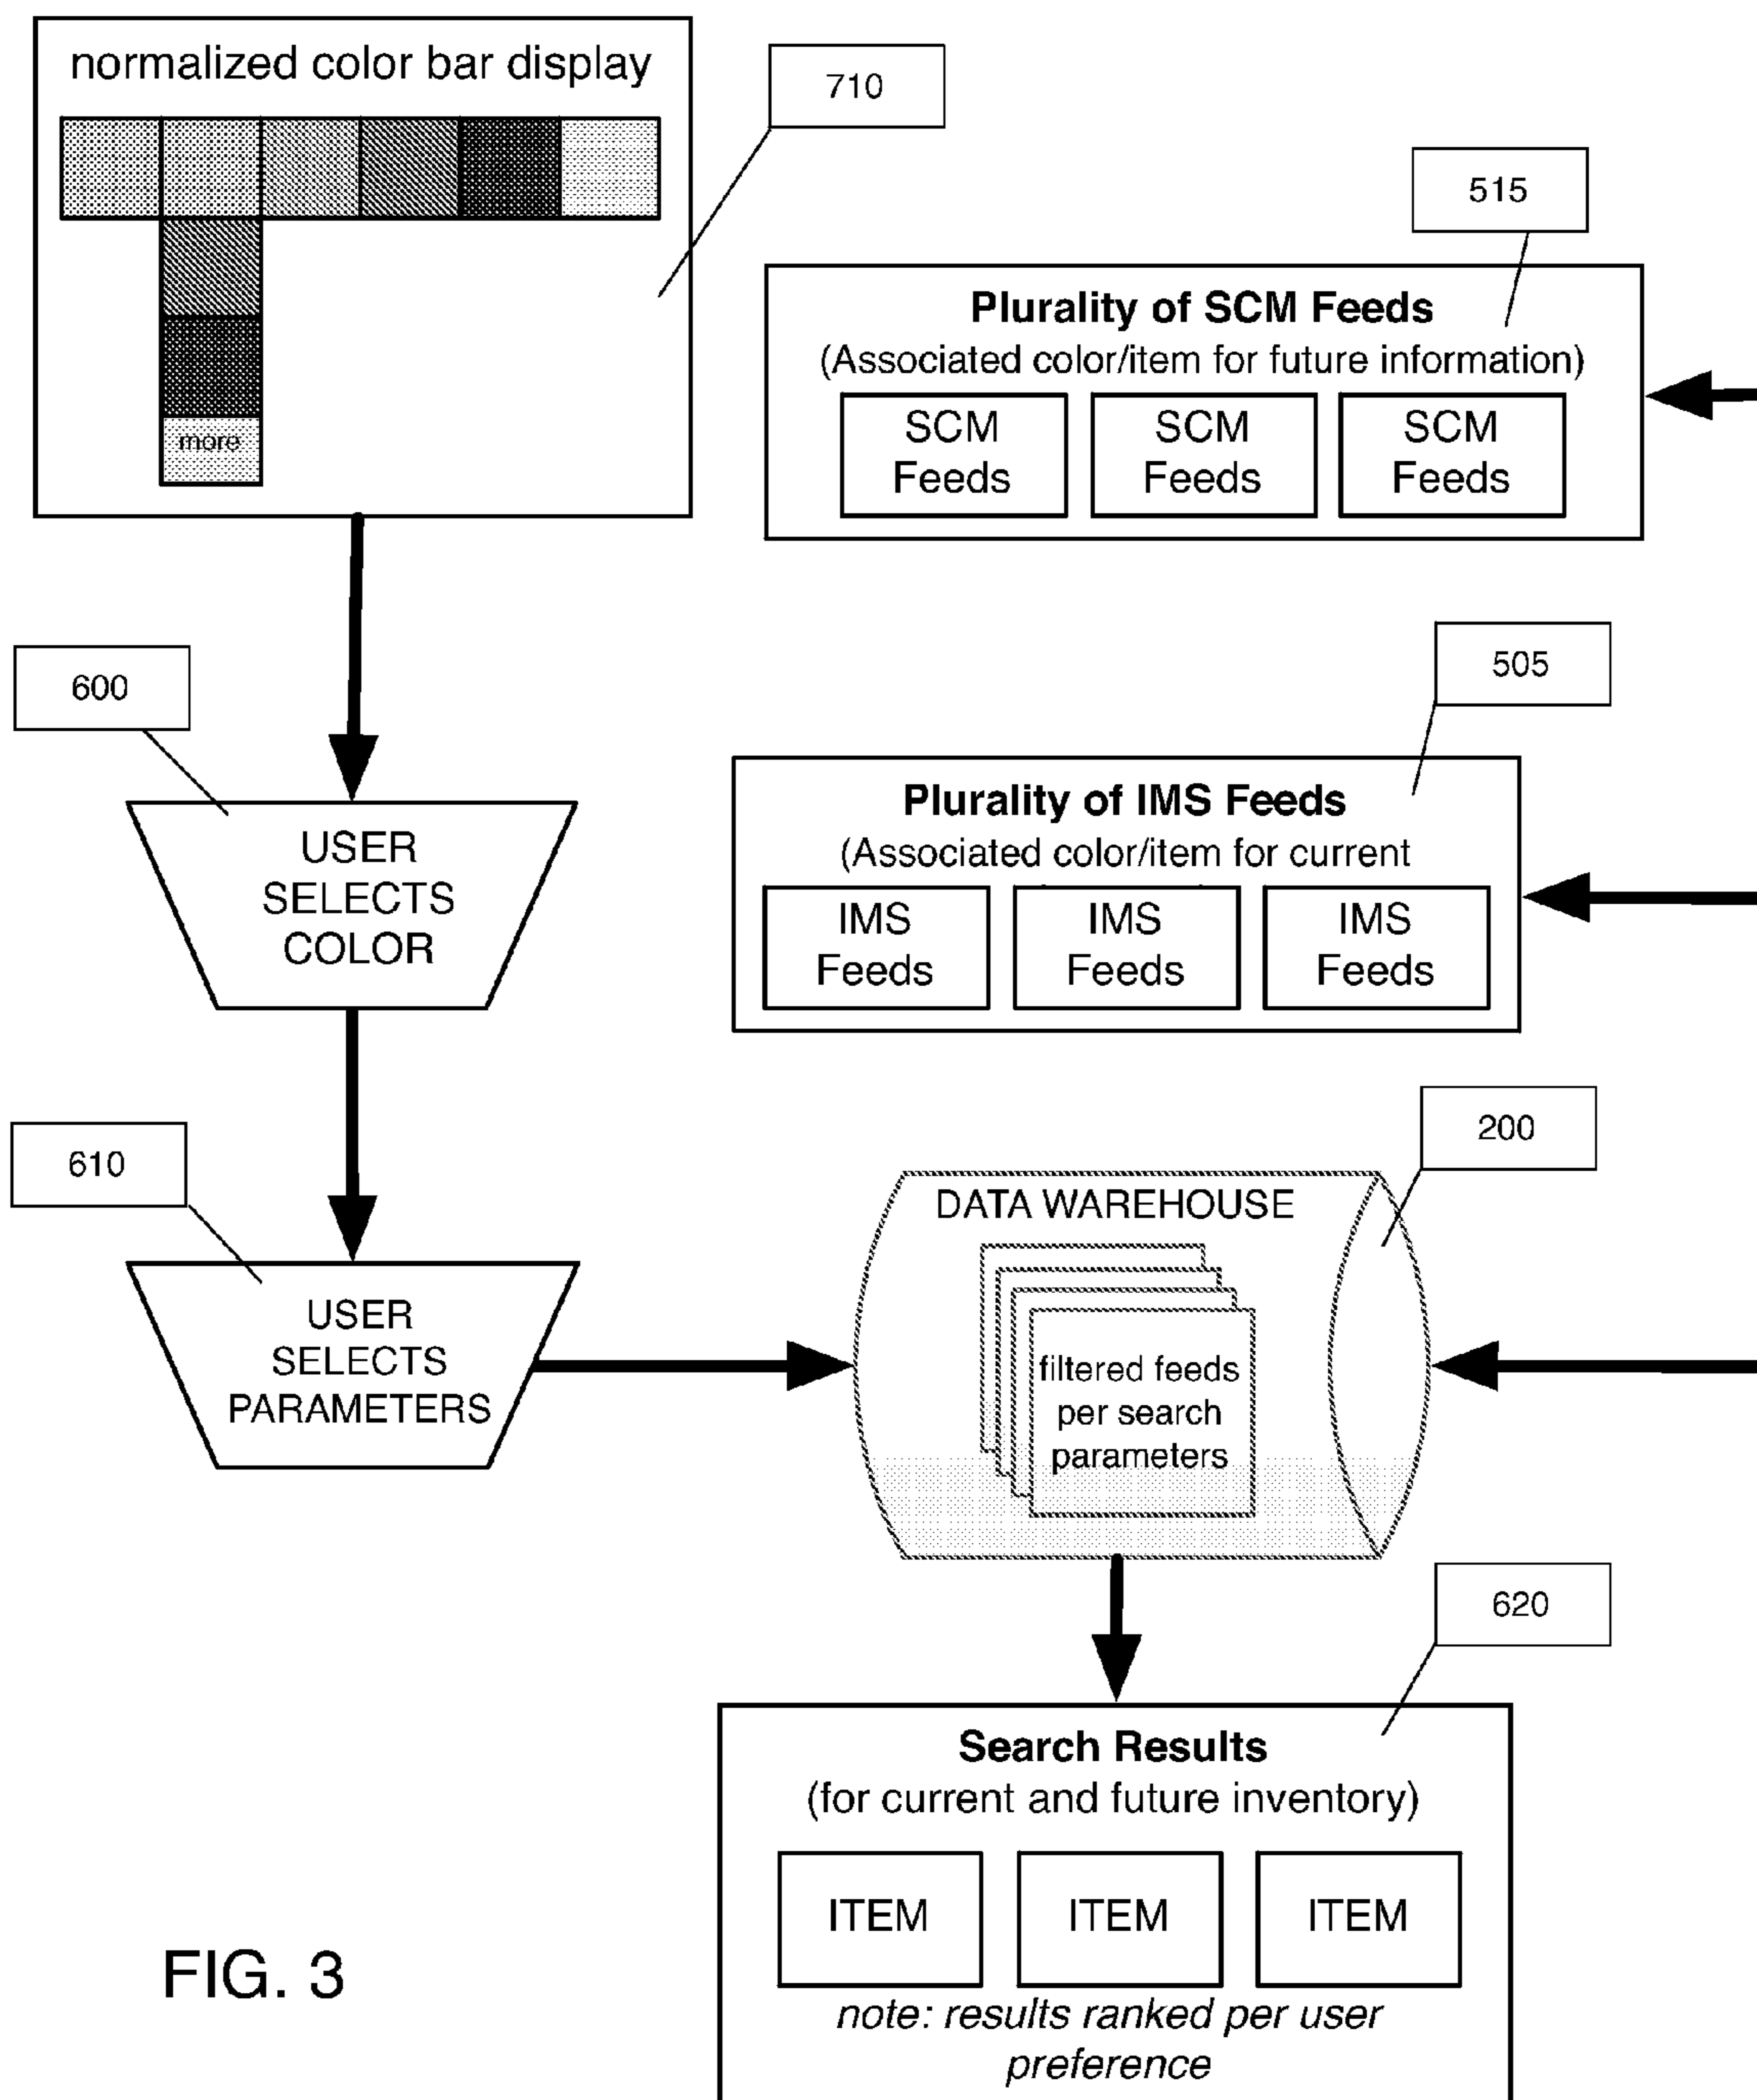 normalized color bar display
710
more
515
Plurality of SCM Feeds
(Associated color/item for future information)
SCM
Feeds
SCM
Feeds
SCM
Feeds
600
USER
SELECTS
COLOR
505
Plurality of IMS Feeds
(Associated color/item for current
IMS
Feeds
IMS
Feeds
IMS
Feeds
610
USER
SELECTS
PARAMETERS
200
DATA WAREHOUSE
filtered feeds
per search
parameters
620
Search Results
(for current and future inventory)
ITEM
ITEM
ITEM
note: results ranked per user
preference
FIG. 3